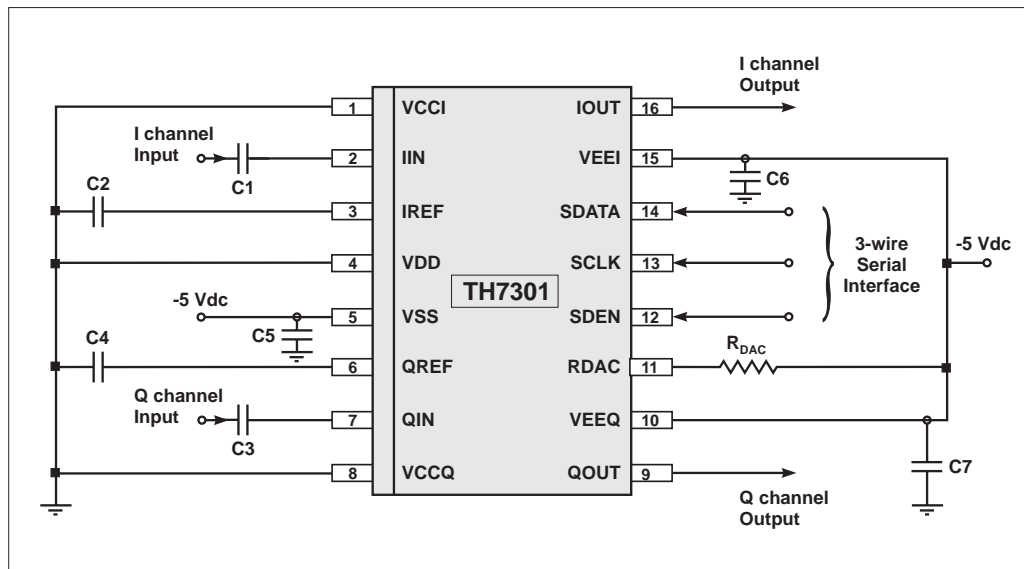 I channel
Output
1 VCCI IOUT 16
I channel
Input
C1
2 IIN VEEI 15
C6
C2
3 IREF SDATA 14
4 VDD SCLK 13
3-wire
Serial
Interface
-5 Vdc
TH7301
-5 Vdc
5 VSS SDEN 12
C5
C4
6 QREF RDAC 11
RDAC
Q channel
Input
C3
7 QIN VEEQ 10
C7
8 VCCQ QOUT 9
Q channel
Output